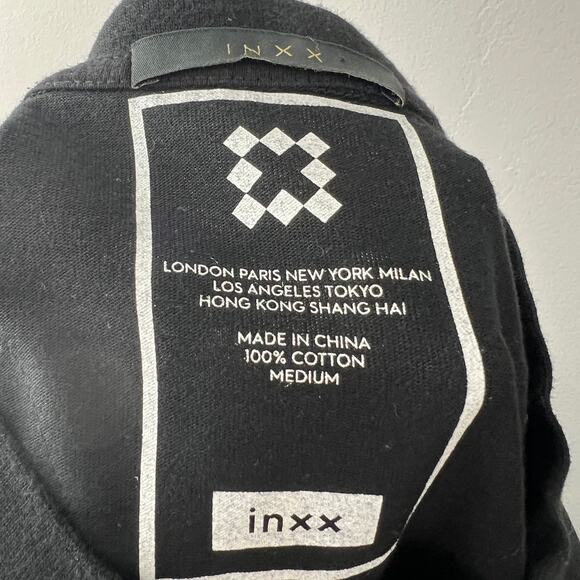 INXX
LONDON PARIS NEW YORK MILAN
LOS ANGELES TOKYO
HONG KONG SHANG HAI
MADE IN CHINA
100% COTTON
MEDIUM
inxx